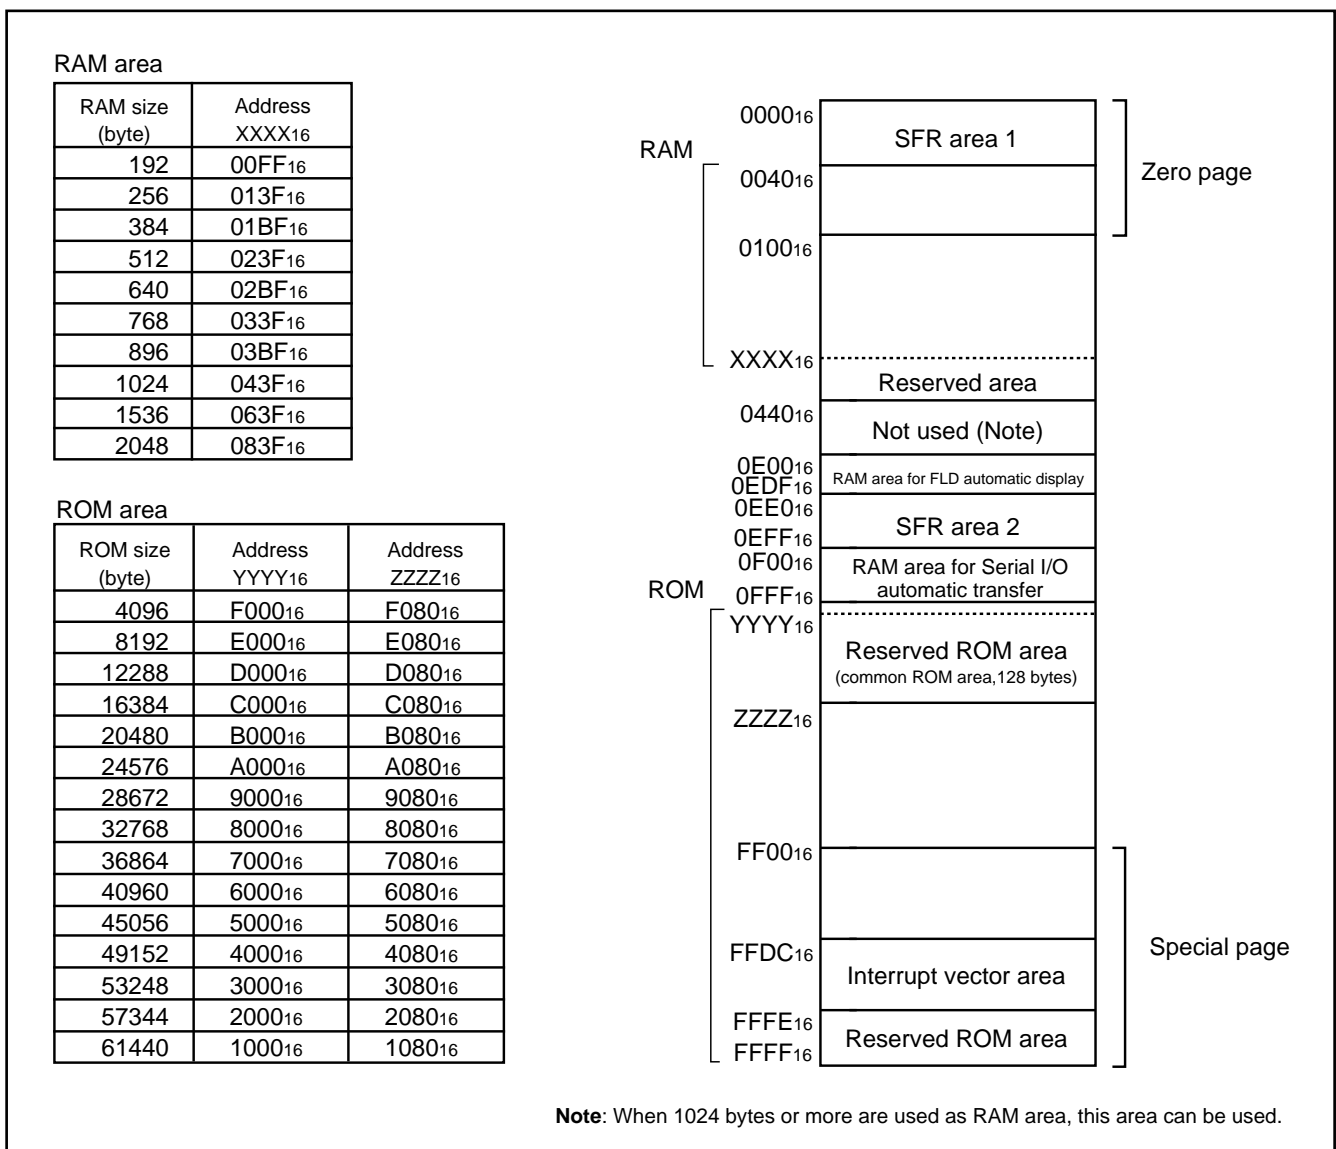 RAM area
RAM size (byte) Address XXXX16
192 00FF16
256 013F16
384 01BF16
512 023F16
640 02BF16
768 033F16
896 03BF16
1024 043F16
1536 063F16
2048 083F16
ROM area
ROM size (byte) Address YYYY16 Address ZZZZ16
4096 F00016 F08016
8192 E00016 E08016
12288 D00016 D08016
16384 C00016 C08016
20480 B00016 B08016
24576 A00016 A08016
28672 900016 908016
32768 800016 808016
36864 700016 708016
40960 600016 608016
45056 500016 508016
49152 400016 408016
53248 300016 308016
57344 200016 208016
61440 100016 108016
000016
SFR area 1
RAM
004016
Zero page
010016
XXXX16
Reserved area
044016
Not used (Note)
0E0016
0EDF16
RAM area for FLD automatic display
0EE016
SFR area 2
0EFF16
0F0016
RAM area for Serial I/O
automatic transfer
ROM
0FFF16
YYYY16
Reserved ROM area
(common ROM area,128 bytes)
ZZZZ16
FF0016
FFDC16
Special page
Interrupt vector area
FFFE16
Reserved ROM area
FFFF16
Note: When 1024 bytes or more are used as RAM area, this area can be used.